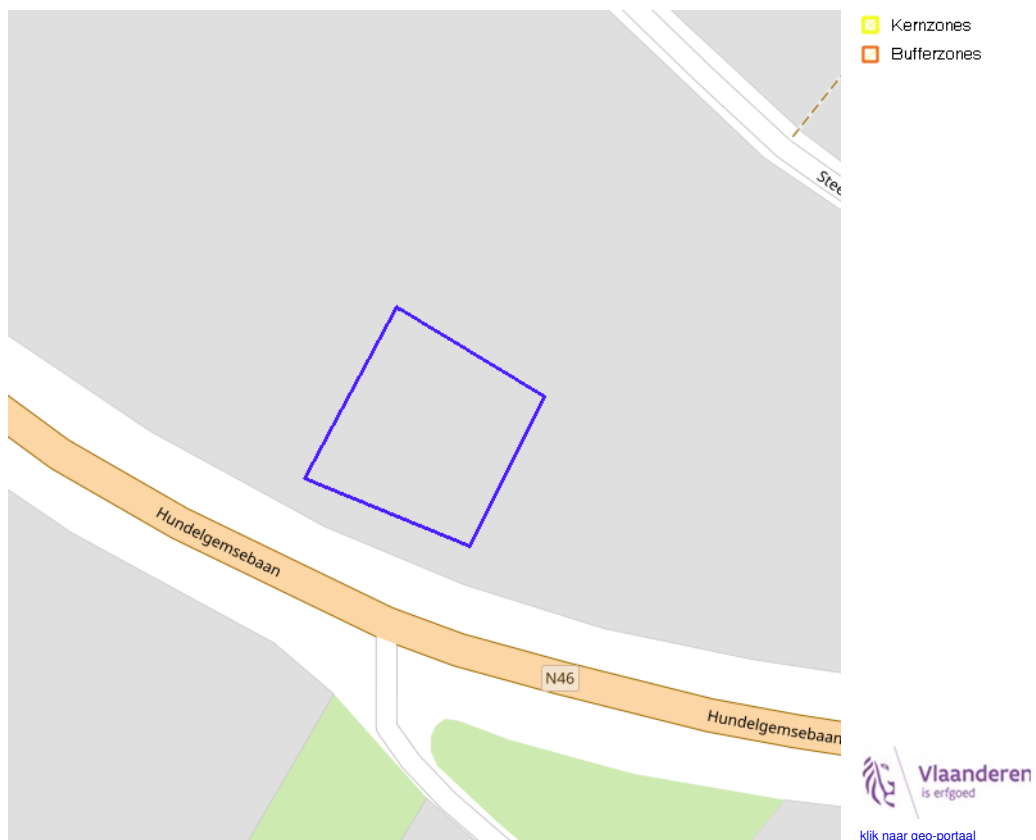 Kernzones
Bufferzones
Hundelgemsebaan
N46
Hundelgemsebaan
Vlaanderen
is erfgoed
klik naar geo-portaal